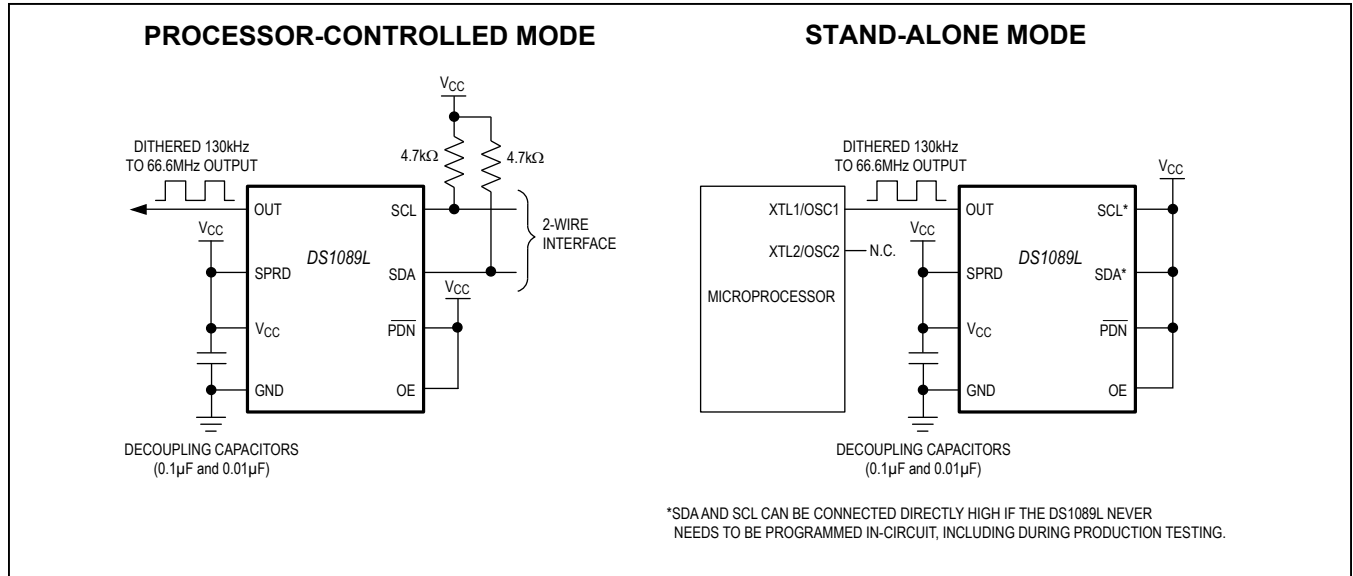 PROCESSOR-CONTROLLED MODE
VCC
DITHERED 130kHz
TO 66.6MHz OUTPUT
4.7kΩ
4.7kΩ
OUT
SCL
VCC
2-WIRE
INTERFACE
DS1089L
SPRD
SDA
VCC
VCC
PDN
GND
OE
DECOUPLING CAPACITORS
(0.1µF and 0.01µF)
STAND-ALONE MODE
DITHERED 130kHz
TO 66.6MHz OUTPUT
VCC
XTL1/OSC1
OUT
SCL*
VCC
XTL2/OSC2
N.C.
DS1089L
SPRD
SDA*
MICROPROCESSOR
VCC
PDN
GND
OE
DECOUPLING CAPACITORS
(0.1µF and 0.01µF)
*SDA AND SCL CAN BE CONNECTED DIRECTLY HIGH IF THE DS1089L NEVER
NEEDS TO BE PROGRAMMED IN-CIRCUIT, INCLUDING DURING PRODUCTION TESTING.